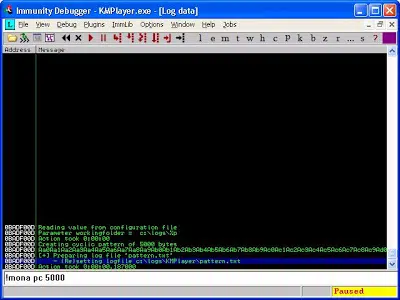 Immunity Debugger - KMPlayer.exe - [Log data]
File View Debug Plugins ImmLib Options Window Help Jobs
l e m t w h c P k b z r ... s ?
Address Message
0BADF00D Reading value from configuration file
0BADF00D Parameter workingfolder =
0BADF00D Action took 0:00:00
0BADF00D Creating cyclic pattern of 5000 bytes
0BADF00D [+] Preparing log file "pattern.txt"
0BADF00D - (Re)setting logfile c:\logs\KMPlayer\pattern.txt
0BADF00D Action took 0:00:00.187000
!mona pc 5000
Paused